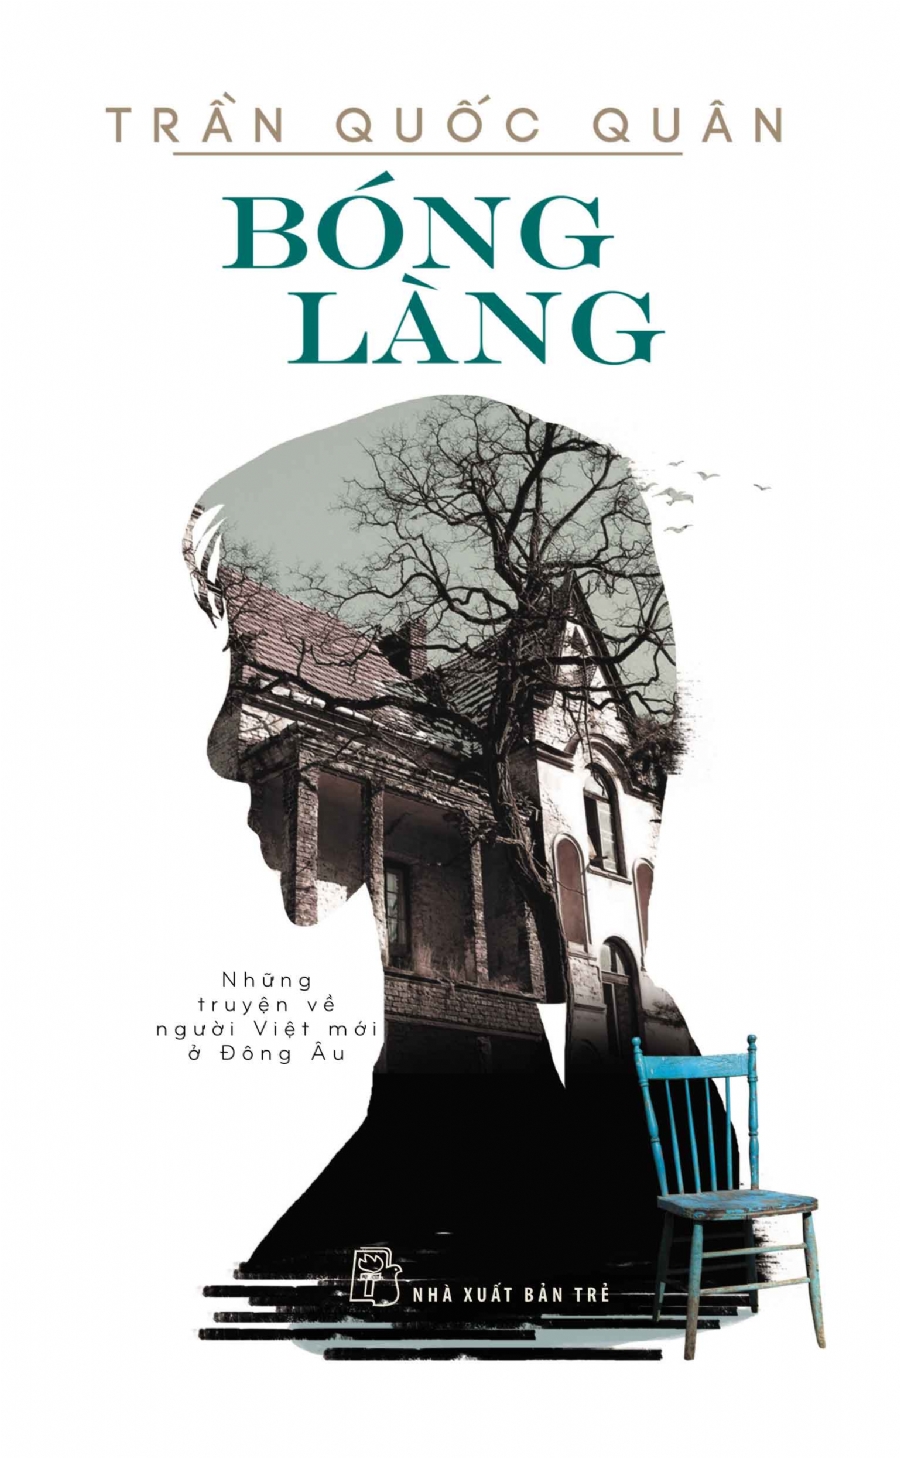 TRẦN QUỐC QUÂN
BÓNG
LÀNG
Những
truyện về
người Việt mới
ở Đông Âu
NHÀ XUẤT BẢN TRẺ